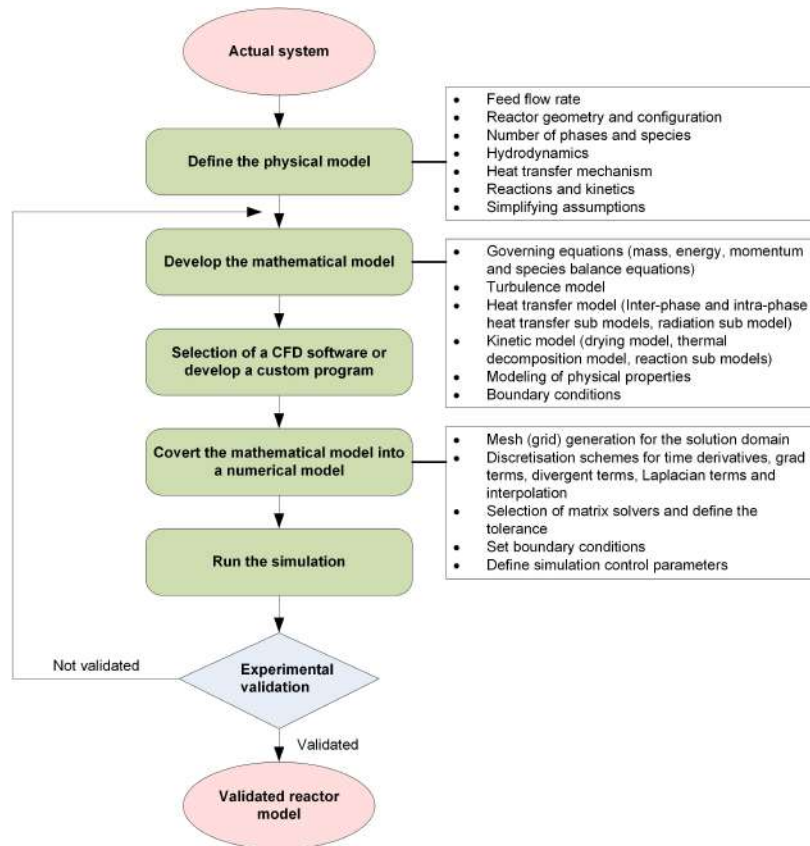 Actual system
Define the physical model
• Feed flow rate
• Reactor geometry and configuration
• Number of phases and species
• Hydrodynamics
• Heat transfer mechanism
• Reactions and kinetics
• Simplifying assumptions
Develop the mathematical model
• Governing equations (mass, energy, momentum
and species balance equations)
• Turbulence model
• Heat transfer model (Inter-phase and intra-phase
heat transfer sub models, radiation sub model)
• Kinetic model (drying model, thermal
decomposition model, reaction sub models)
• Modeling of physical properties
• Boundary conditions
Selection of a CFD software or
develop a custom program
Covert the mathematical model into
a numerical model
• Mesh (grid) generation for the solution domain
• Discretisation schemes for time derivatives, grad
terms, divergent terms, Laplacian terms and
interpolation
• Selection of matrix solvers and define the
tolerance
• Set boundary conditions
• Define simulation control parameters
Run the simulation
Not validated
Experimental
validation
Validated
Validated reactor
model